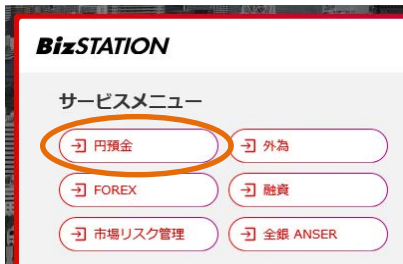 BizSTATION
サービスメニュー
円預金 外為
FOREX 融資
市場リスク管理 全銀 ANSER